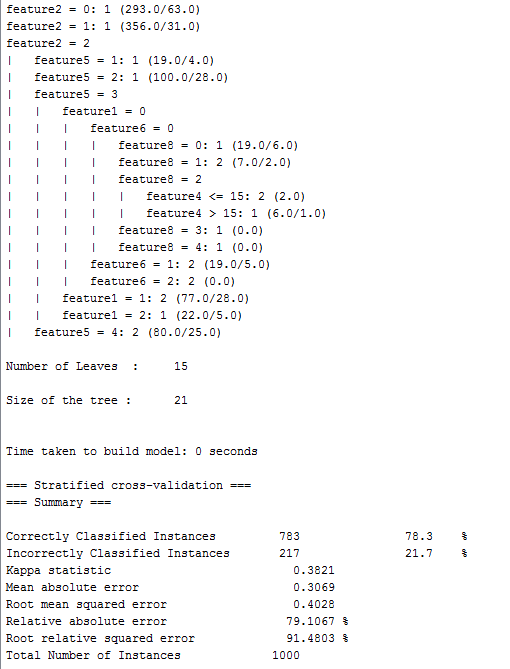 feature2 = 0: 1 (293.0/63.0)
feature2 = 1: 1 (356.0/31.0)
feature2 = 2
|   feature5 = 1: 1 (19.0/4.0)
|   feature5 = 2: 1 (100.0/28.0)
|   feature5 = 3
|   |   feature1 = 0
|   |   |   feature6 = 0
|   |   |   |   feature8 = 0: 1 (19.0/6.0)
|   |   |   |   feature8 = 1: 2 (7.0/2.0)
|   |   |   |   feature8 = 2
|   |   |   |   |   feature4 <= 15: 2 (2.0)
|   |   |   |   |   feature4 > 15: 1 (6.0/1.0)
|   |   |   |   feature8 = 3: 1 (0.0)
|   |   |   |   feature8 = 4: 1 (0.0)
|   |   |   feature6 = 1: 2 (19.0/5.0)
|   |   |   feature6 = 2: 2 (0.0)
|   |   feature1 = 1: 2 (77.0/28.0)
|   |   feature1 = 2: 1 (22.0/5.0)
|   feature5 = 4: 2 (80.0/25.0)
Number of Leaves  :     15
Size of the tree :      21
Time taken to build model: 0 seconds
=== Stratified cross-validation ===
=== Summary ===
Correctly Classified Instances         783               78.3    %
Incorrectly Classified Instances       217               21.7    %
Kappa statistic                          0.3821
Mean absolute error                      0.3069
Root mean squared error                  0.4028
Relative absolute error                 79.1067 %
Root relative squared error             91.4803 %
Total Number of Instances             1000